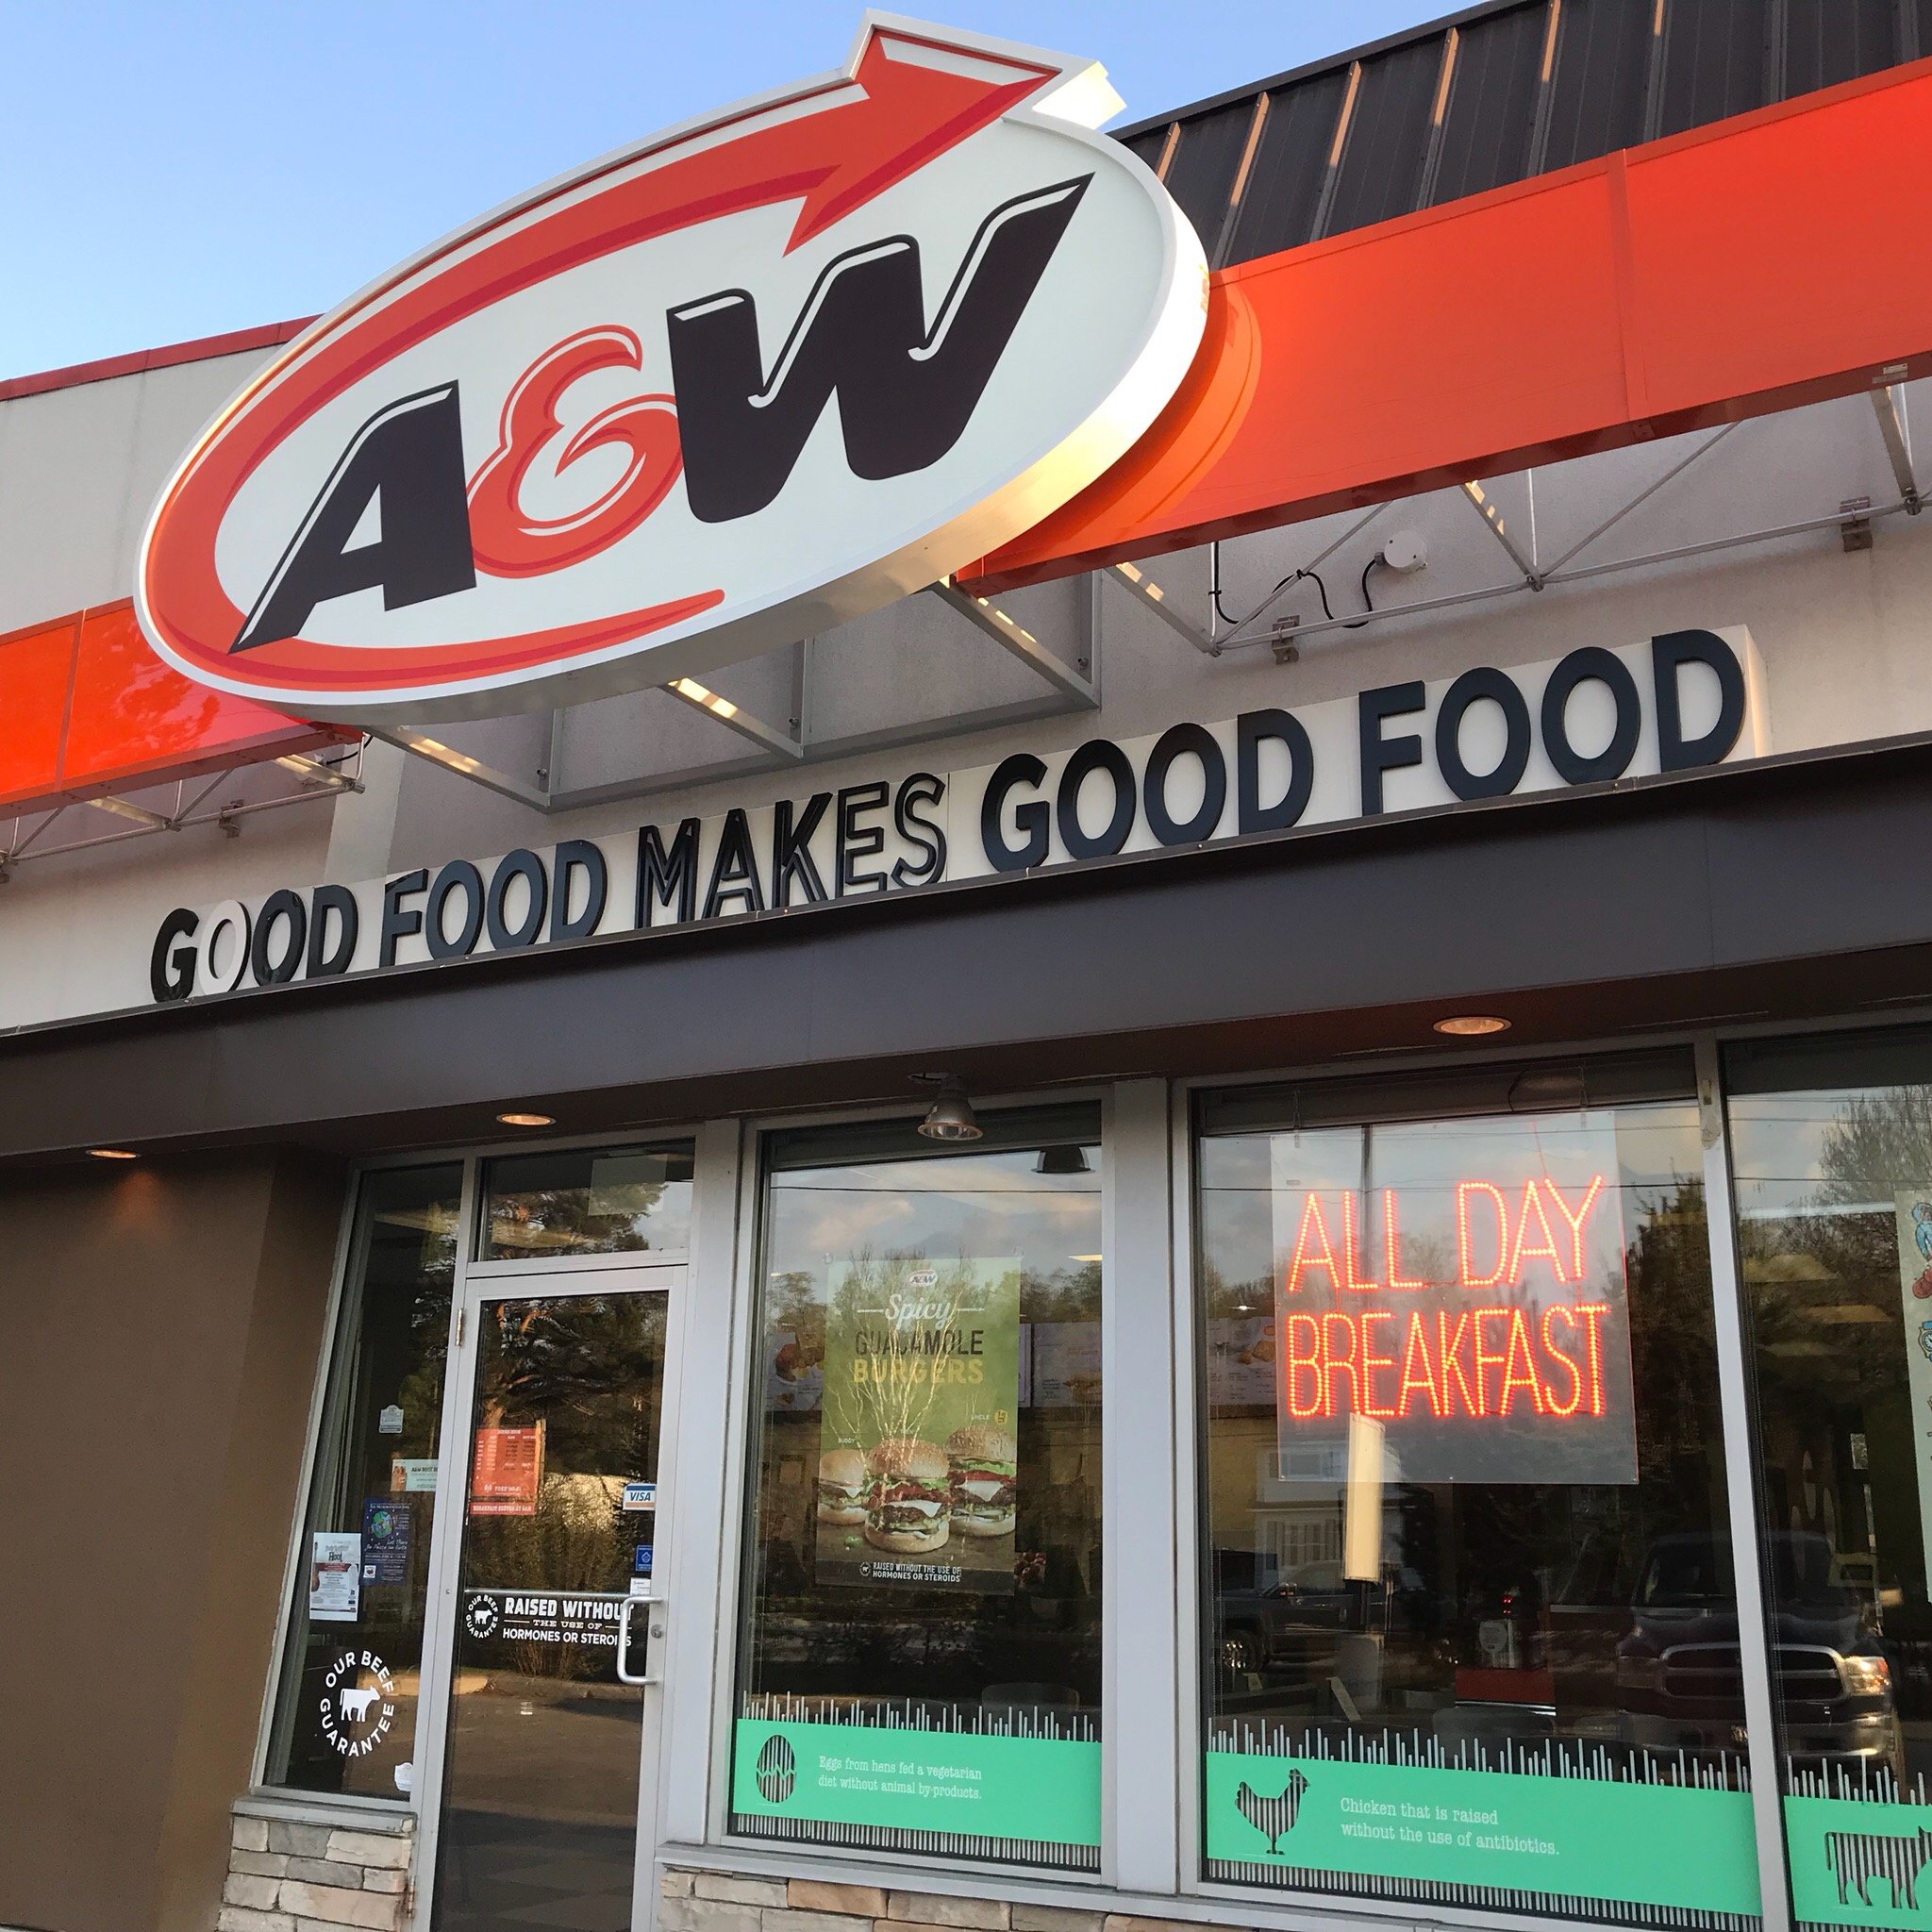 A&W
GOOD FOOD MAKES GOOD FOOD
ALL DAY
BREAKFAST
A&W
Spicy
GUACAMOLE
BURGERS
UNCLE
BUDDY
RAISED WITHOUT THE USE OF
HORMONES OR STEROIDS
VISA
OUR BEEF
GUARANTEE
RAISED WITHOUT
THE USE OF
HORMONES OR STEROIDS
OUR BEEF
GUARANTEE
Eggs from hens fed a vegetarian
diet without animal by-products.
Chicken that is raised
without the use of antibiotics.